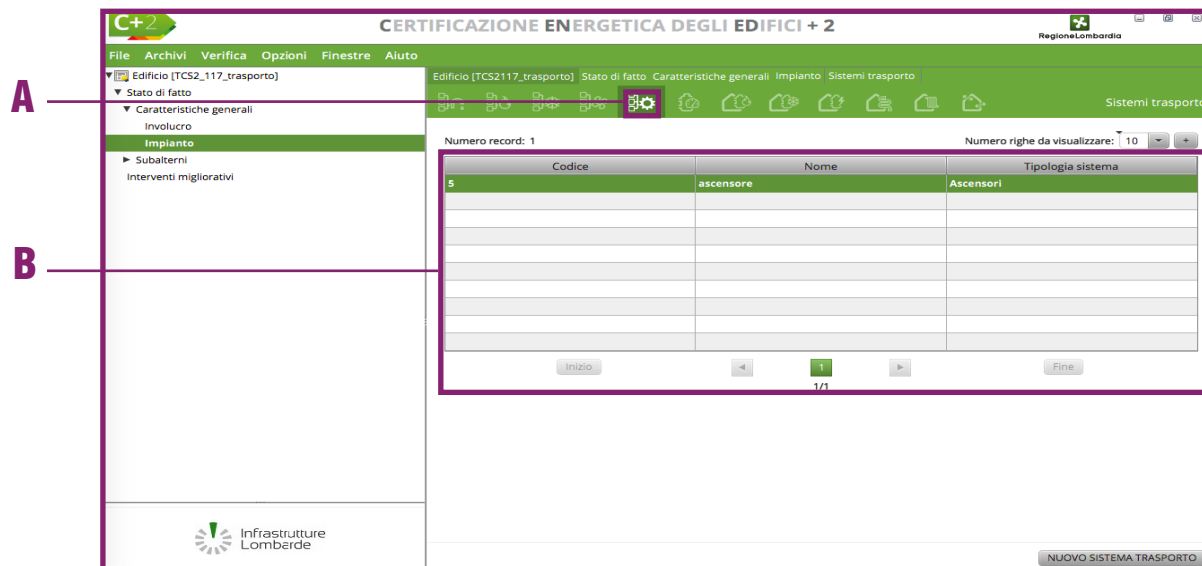 C+2
CERTIFICAZIONE ENERGETICA DEGLI EDIFICI + 2
RegioneLombardia
File Archivi Verifica Opzioni Finestre Aiuto
A
Edificio [TCS2_117_trasporto]
Stato di fatto
Caratteristiche generali
Involucro
Impianto
Subalterni
Interventi migliorativi
Edificio [TCS2117_trasporto] Stato di fatto Caratteristiche generali Impianto Sistemi trasporto
Sistemi trasporto
Numero record: 1
Numero righe da visualizzare: 10
+
Codice Nome Tipologia sistema
5 ascensore Ascensori
B
Inizio 1 Fine
1/1
Infrastrutture
Lombarde
NUOVO SISTEMA TRASPORTO